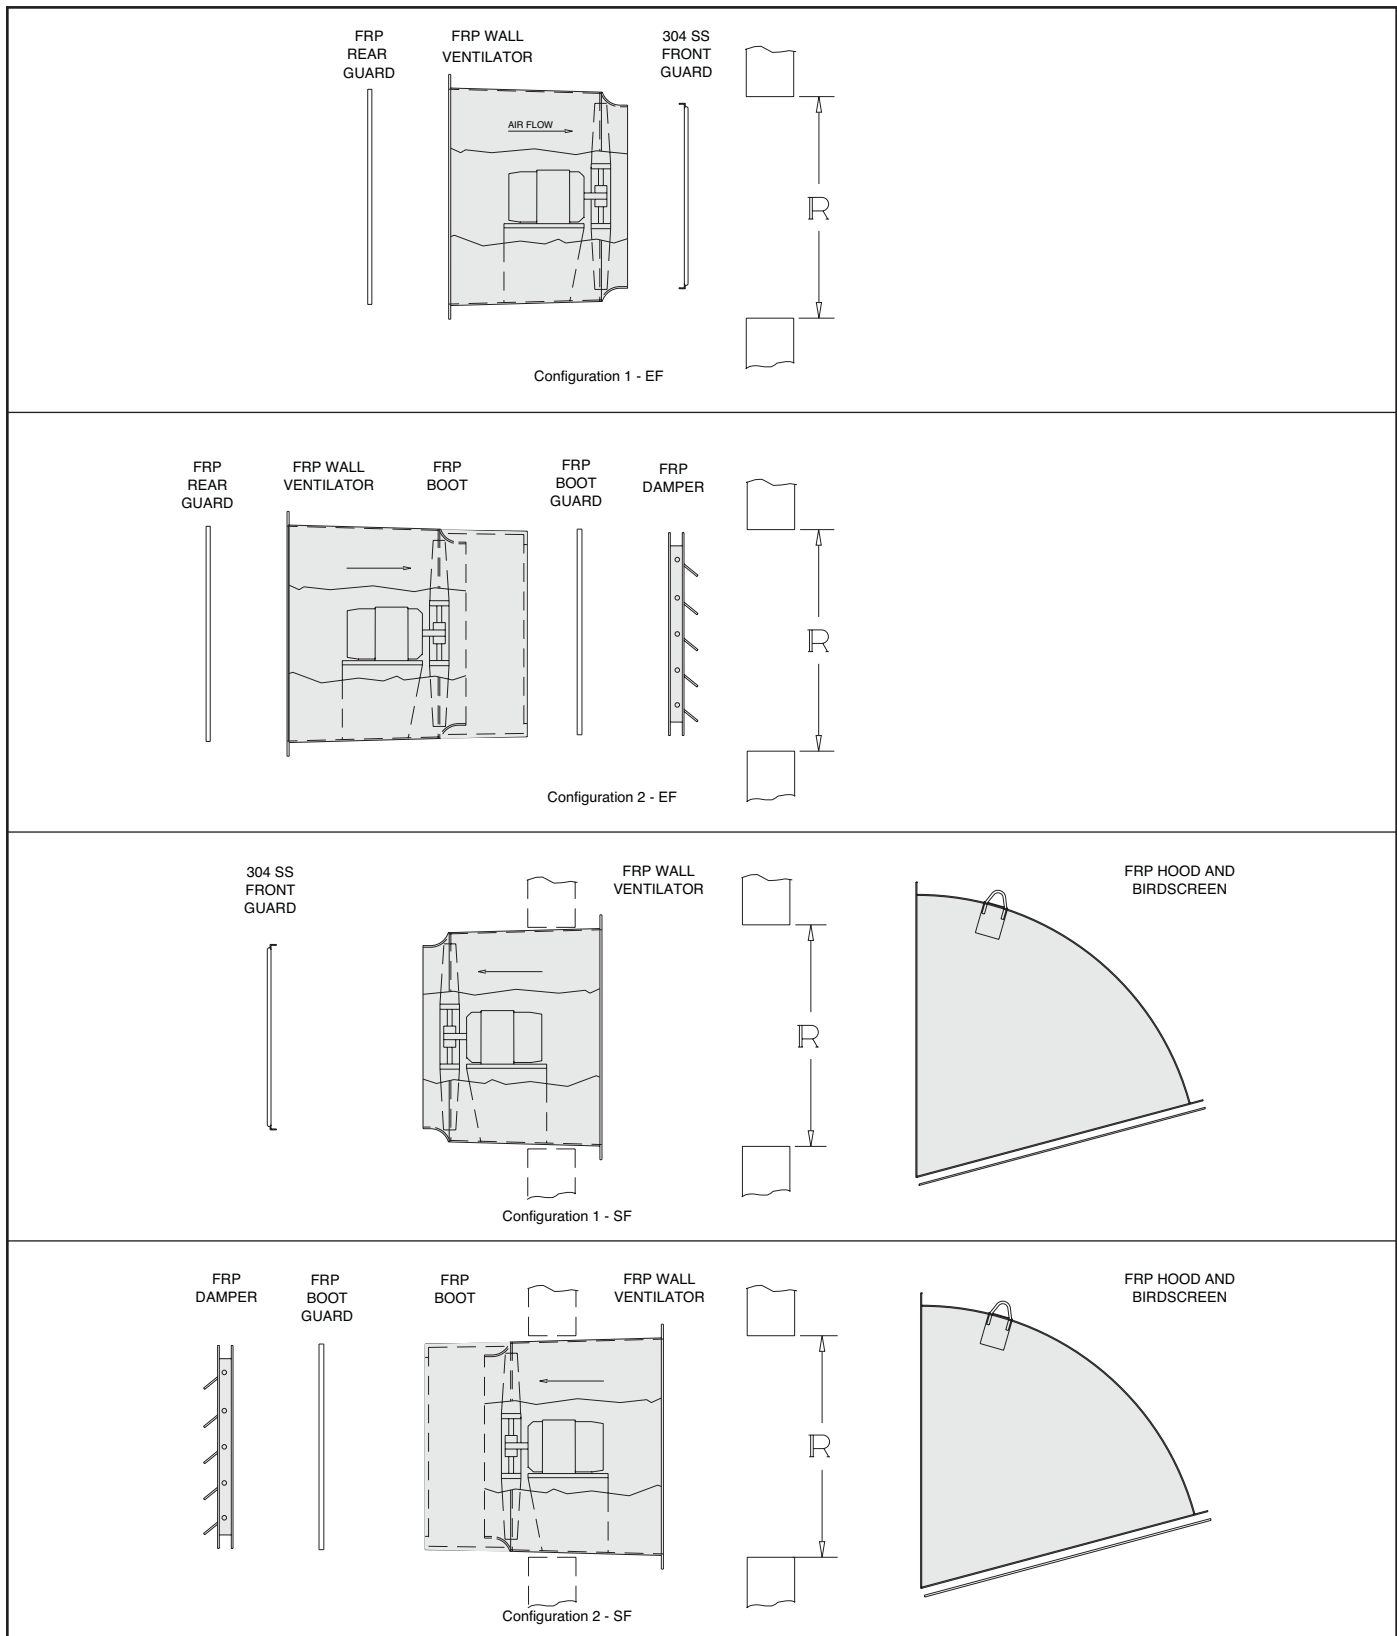 FRP
REAR
GUARD
FRP WALL
VENTILATOR
304 SS
FRONT
GUARD
AIR FLOW
R
Configuration 1 - EF
FRP
REAR
GUARD
FRP WALL
VENTILATOR
FRP
BOOT
FRP
BOOT
GUARD
FRP
DAMPER
R
Configuration 2 - EF
304 SS
FRONT
GUARD
FRP WALL
VENTILATOR
FRP HOOD AND
BIRDSCREEN
R
Configuration 1 - SF
FRP
DAMPER
FRP
BOOT
GUARD
FRP
BOOT
FRP WALL
VENTILATOR
FRP HOOD AND
BIRDSCREEN
R
Configuration 2 - SF